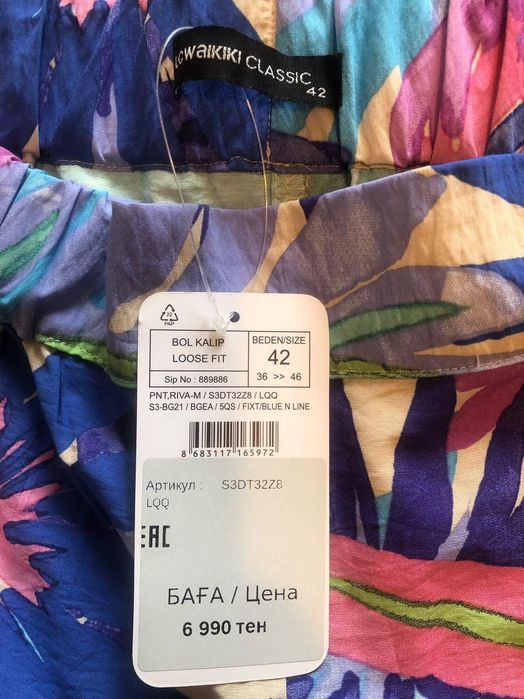 LCWAIKIKI CLASSIC
42
22
PAP
BOL KALIP
LOOSE FIT
Sip No : 889886
BEDEN/SIZE
42
36 >> 46
PNT,RIVA-M / S3DT32Z8 / LQQ
S3-BG21 / BGEA / 5QS / FIXT/BLUE N LINE
8 683117 165972
Артикул : S3DT32Z8
LQQ
EAC
БАҒА / Цена
6 990 тен